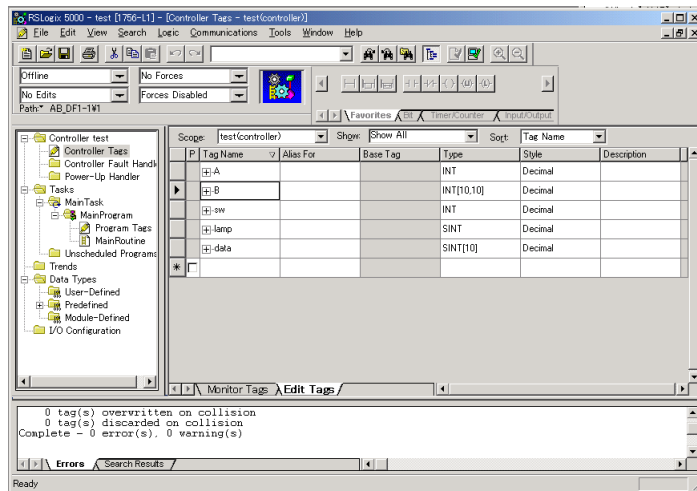 RSLogix 5000 - test [1756-L1] - [Controller Tags - test(controller)]
File Edit View Search Logic Communications Tools Window Help
Offline No Forces
No Edits Forces Disabled
Path:* AB_DF1-1¥1
Favorites Bit Timer/Counter Input/Output
Controller test
Controller Tags
Controller Fault Handl
Power-Up Handler
Tasks
MainTask
MainProgram
Program Tags
MainRoutine
Unscheduled Programs
Trends
Data Types
User-Defined
Predefined
Module-Defined
I/O Configuration
Scope: test(controller) Show: Show All Sort: Tag Name
P Tag Name Alias For Base Tag Type Style Description
A INT Decimal
B INT[10,10] Decimal
sw INT Decimal
lamp SINT Decimal
data SINT[10] Decimal
Monitor Tags Edit Tags
0 tag(s) overwritten on collision
0 tag(s) discarded on collision
Complete - 0 error(s), 0 warning(s)
Errors Search Results
Ready